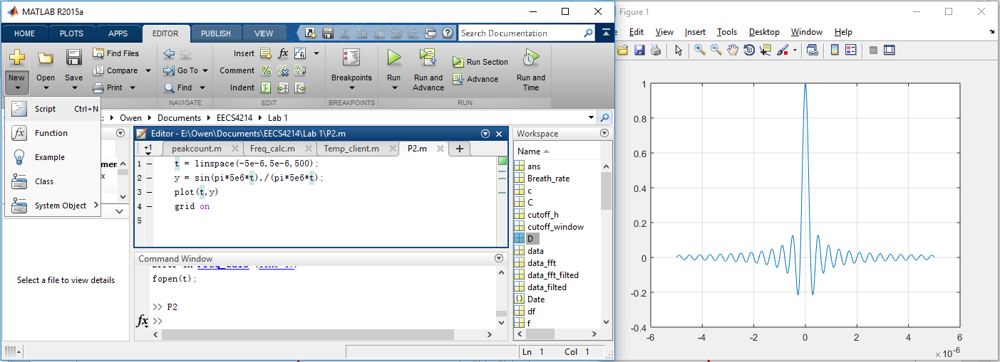 MATLAB R2015a
HOME PLOTS APPS EDITOR PUBLISH VIEW
Search Documentation
New
Open
Save
Find Files
Compare
Print
Go To
Find
NAVIGATE
Insert
Comment
Indent
fx
EDIT
Breakpoints
BREAKPOINTS
Run
Run and Advance
Run Section
Advance
Run and Time
RUN
Script Ctrl+N
Function
Example
Class
System Object
Owen Documents EECS4214 Lab 1
Select a file to view details
Editor - E:\Owen\Documents\EECS4214\Lab 1\P2.m
+1 peakcount.m Freq_calc.m Temp_client.m P2.m +
1 – t = linspace(-5e-6,5e-6,500);
2 – y = sin(pi*5e6*t)./(pi*5e6*t);
3 – plot(t,y)
4 – grid on
5
Command Window
fopen(t);
>> P2
fx >>
Workspace
Name
ans
Breath_rate
c
C
cutoff_h
cutoff_window
D
data
data_fft
data_fft_filted
data_filted
Date
df
f
Ln 1 Col 1
Figure 1
Edit View Insert Tools Desktop Window Help
1
0.8
0.6
0.4
0.2
0
-0.2
-0.4
-6 -4 -2 0 2 4 6
×10-6